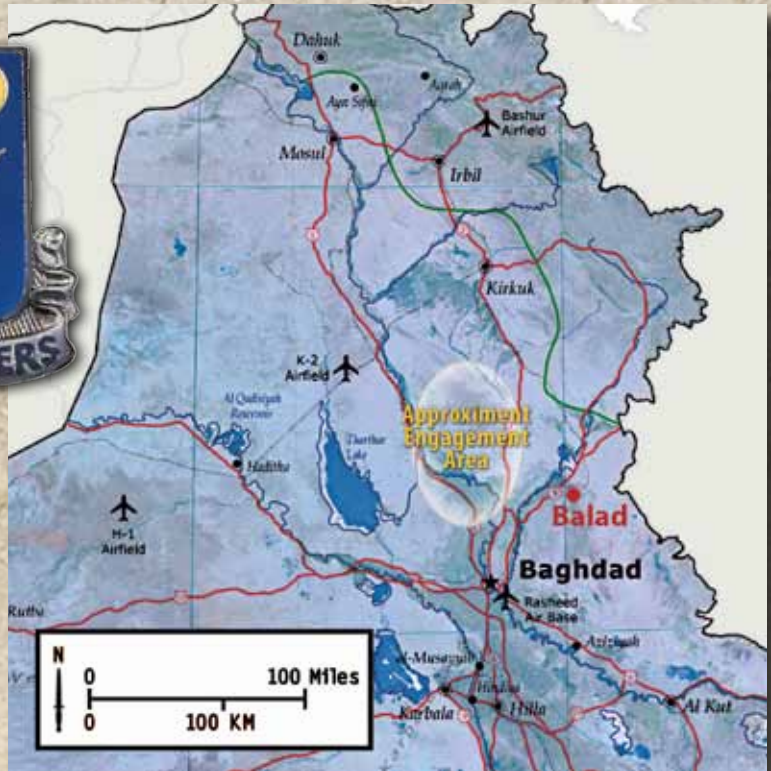 Dahuk
Aqrah
Ayn Sifni
Bashur
Airfield
Mosul
Irbil
Kirkuk
K-2
Airfield
Approximent
Engagement
Area
Al Qadisiyah
Reservoir
Tharthar
Lake
Haditha
Balad
H-1
Airfield
Baghdad
Rasheed
Air Base
Rutba
Aziziyah
N
0
100 Miles
0
100 KM
al-Musayyib
Hindiya
Karbala
Hilla
Al Kut
ERS